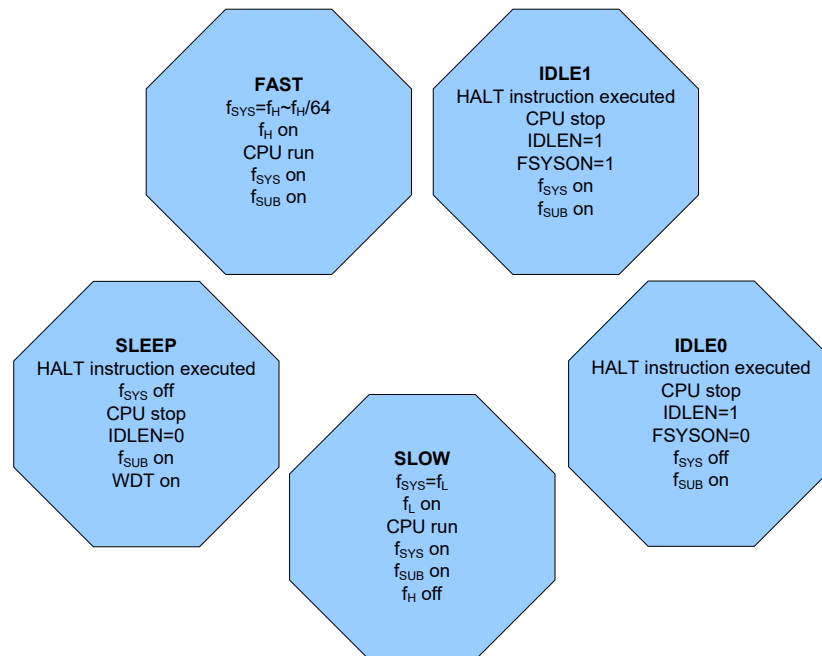 FAST
fSYS=fH~fH/64
fH on
CPU run
fSYS on
fSUB on
IDLE1
HALT instruction executed
CPU stop
IDLEN=1
FSYSON=1
fSYS on
fSUB on
SLEEP
HALT instruction executed
fSYS off
CPU stop
IDLEN=0
fSUB on
WDT on
IDLE0
HALT instruction executed
CPU stop
IDLEN=1
FSYSON=0
fSYS off
fSUB on
SLOW
fSYS=fL
fL on
CPU run
fSYS on
fSUB on
fH off